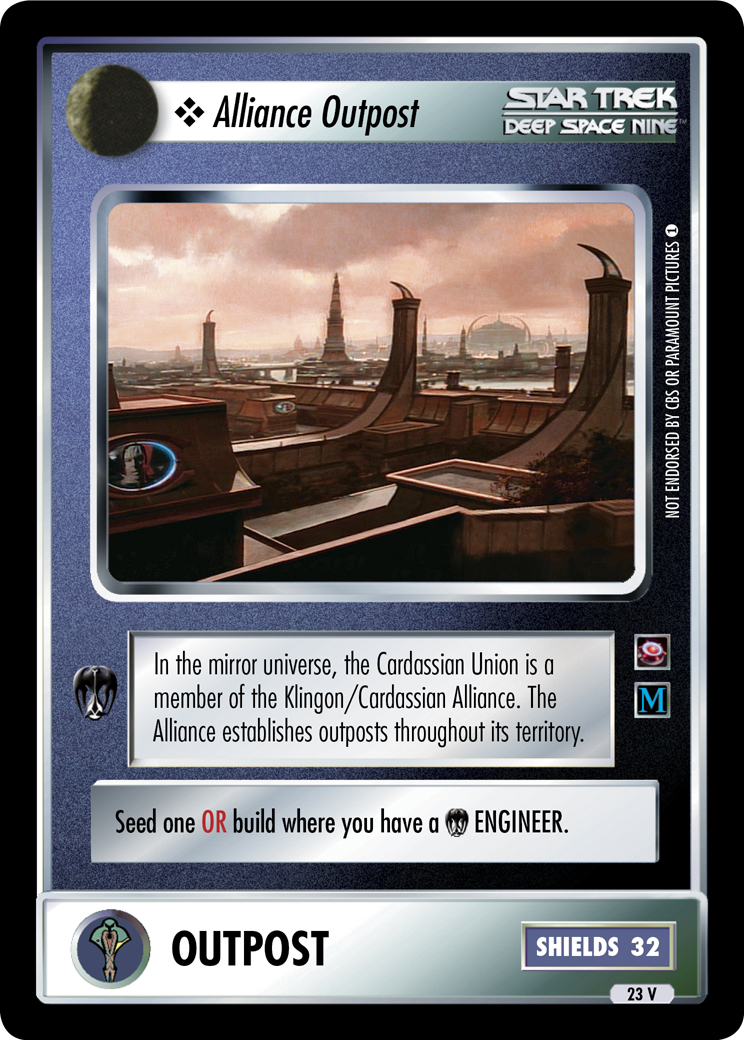 ❖ Alliance Outpost
STAR TREK
DEEP SPACE NINE™
NOT ENDORSED BY CBS OR PARAMOUNT PICTURES 1
In the mirror universe, the Cardassian Union is a
member of the Klingon/Cardassian Alliance. The
Alliance establishes outposts throughout its territory.
M
Seed one OR build where you have a ENGINEER.
OUTPOST
SHIELDS 32
23 V